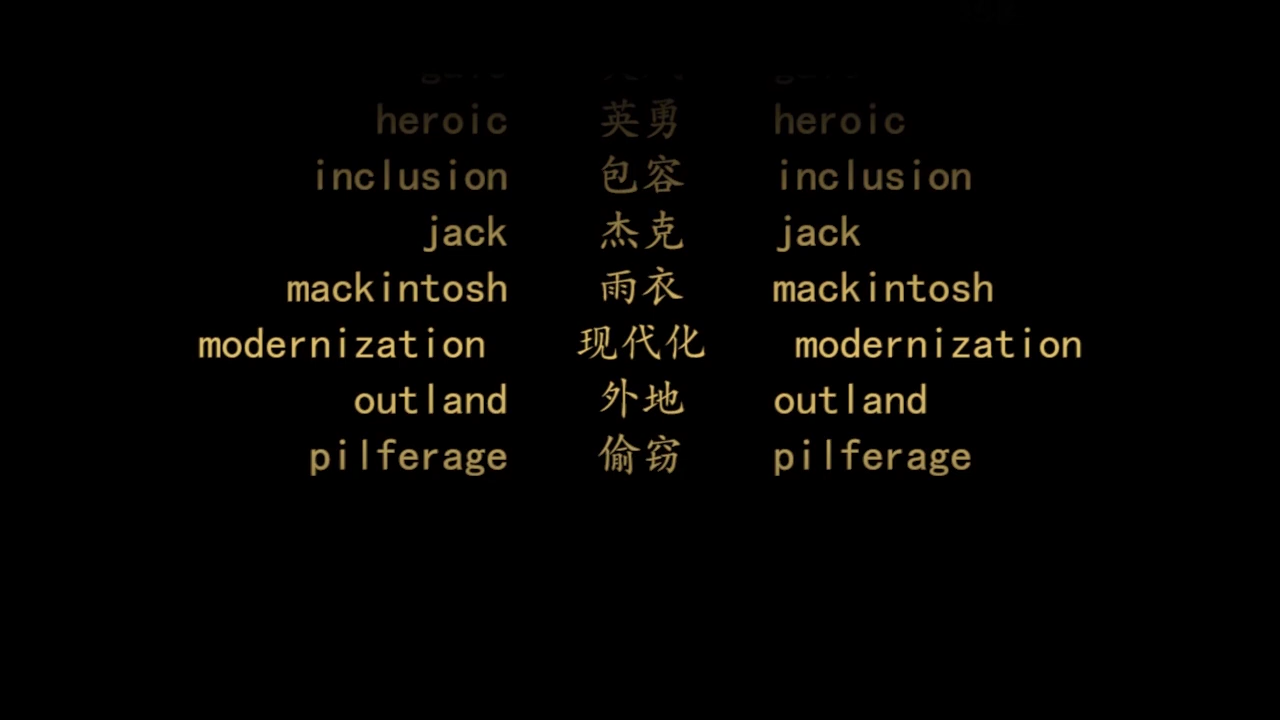 heroic 英勇 heroic
inclusion 包容 inclusion
jack 杰克 jack
mackintosh 雨衣 mackintosh
modernization 现代化 modernization
outland 外地 outland
pilferage 偷窃 pilferage